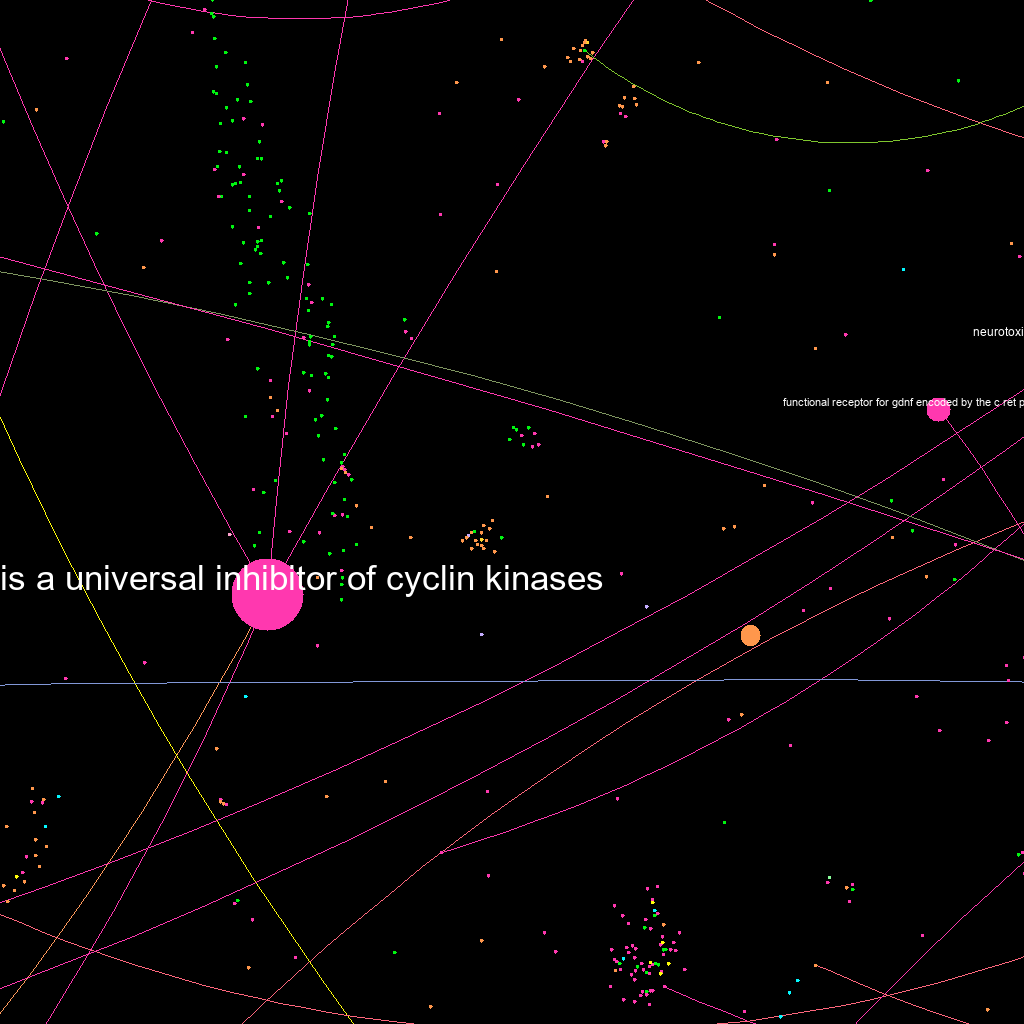 neurotoxi
functional receptor for gdnf encoded by the c ret p
is a universal inhibitor of cyclin kinases